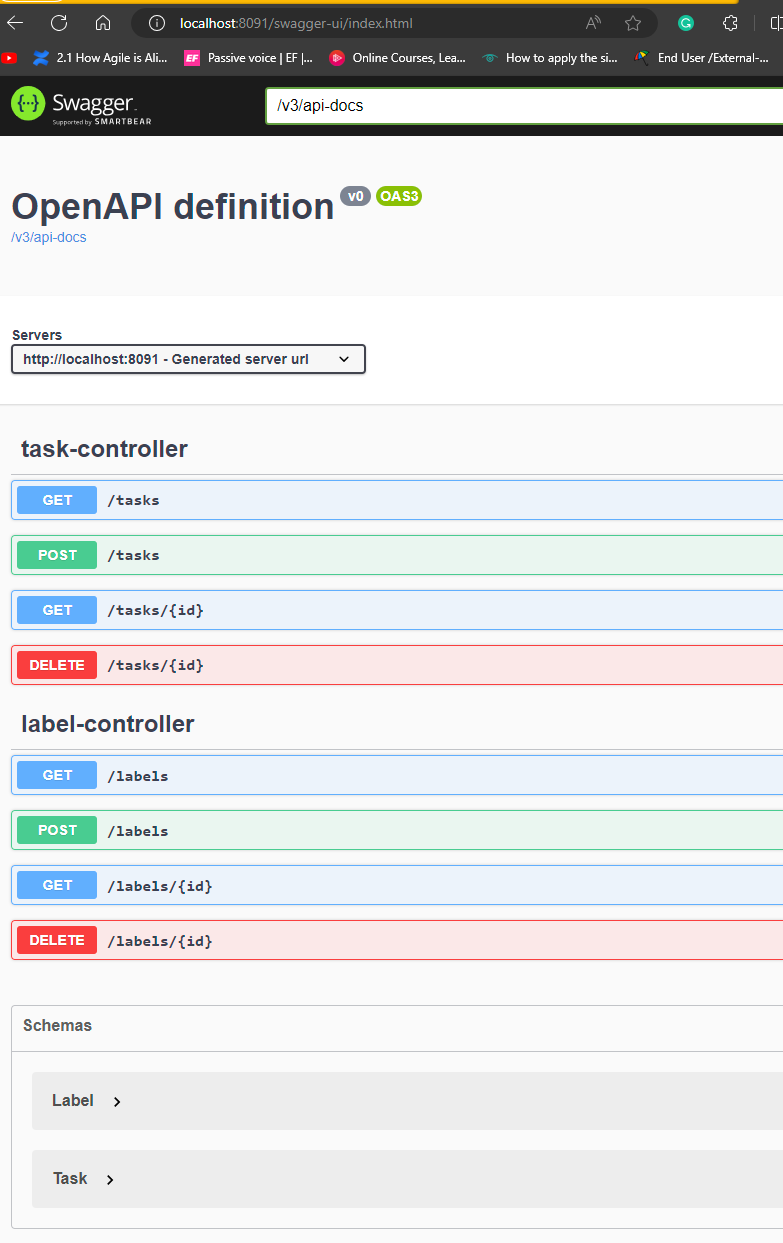 localhost:8091/swagger-ui/index.html
2.1 How Agile is Ali...
EF Passive voice | EF |...
Online Courses, Lea...
How to apply the si...
End User /External-...
{··} Swagger.
Supported by SMARTBEAR
/v3/api-docs
OpenAPI definition v0 OAS3
/v3/api-docs
Servers
http://localhost:8091 - Generated server url
task-controller
GET /tasks
POST /tasks
GET /tasks/{id}
DELETE /tasks/{id}
label-controller
GET /labels
POST /labels
GET /labels/{id}
DELETE /labels/{id}
Schemas
Label
Task